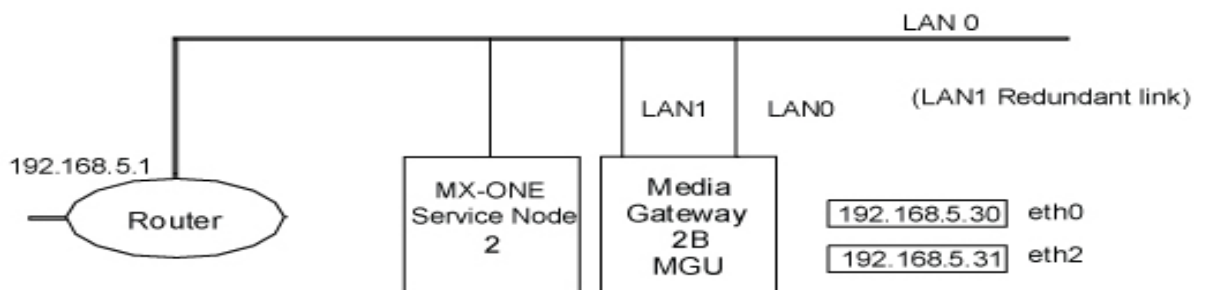 LAN 0
LAN1
LAN0
(LAN1 Redundant link)
192.168.5.1
Router
MX-ONE
Service Node
2
Media
Gateway
2B
MGU
192.168.5.30 eth0
192.168.5.31 eth2